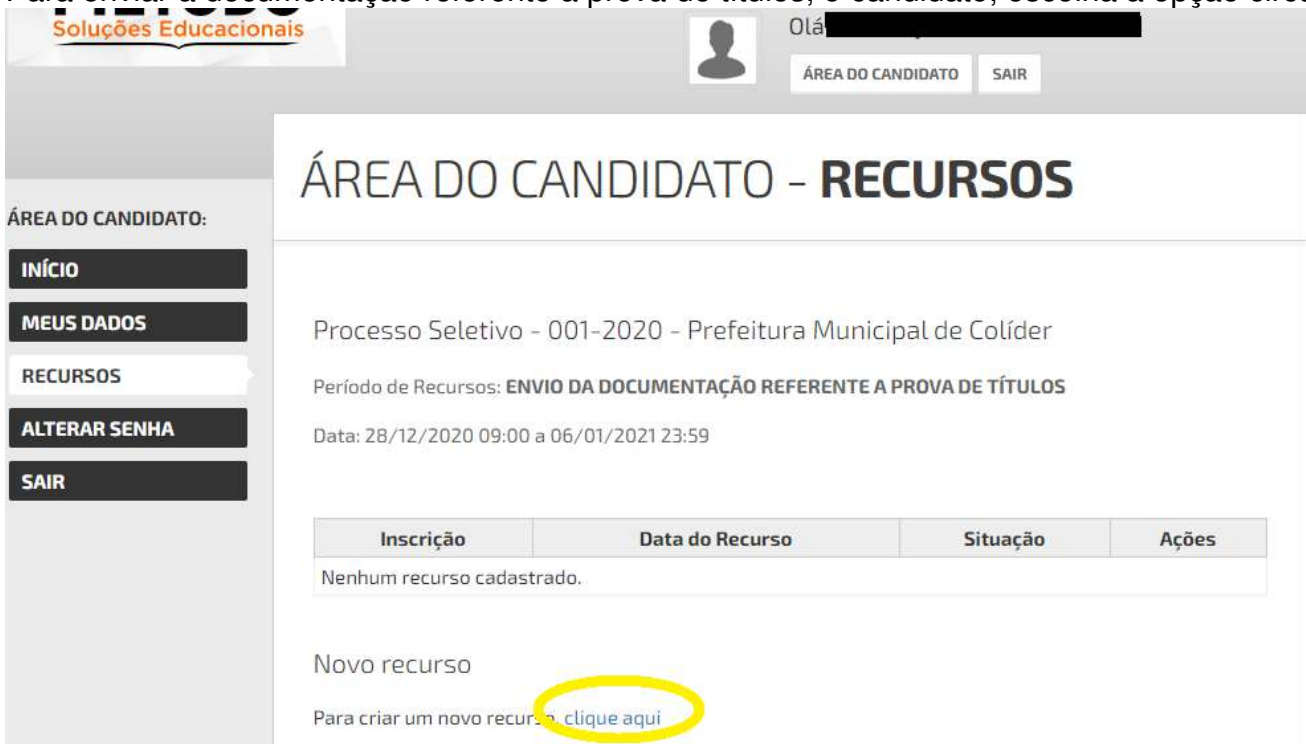 Soluções Educacionais
Olá
ÁREA DO CANDIDATO SAIR
ÁREA DO CANDIDATO - RECURSOS
ÁREA DO CANDIDATO:
INÍCIO
MEUS DADOS
RECURSOS
ALTERAR SENHA
SAIR
Processo Seletivo - 001-2020 - Prefeitura Municipal de Colíder
Período de Recursos: ENVIO DA DOCUMENTAÇÃO REFERENTE A PROVA DE TÍTULOS
Data: 28/12/2020 09:00 a 06/01/2021 23:59
Inscrição Data do Recurso Situação Ações
Nenhum recurso cadastrado.
Novo recurso
Para criar um novo recurso, clique aqui